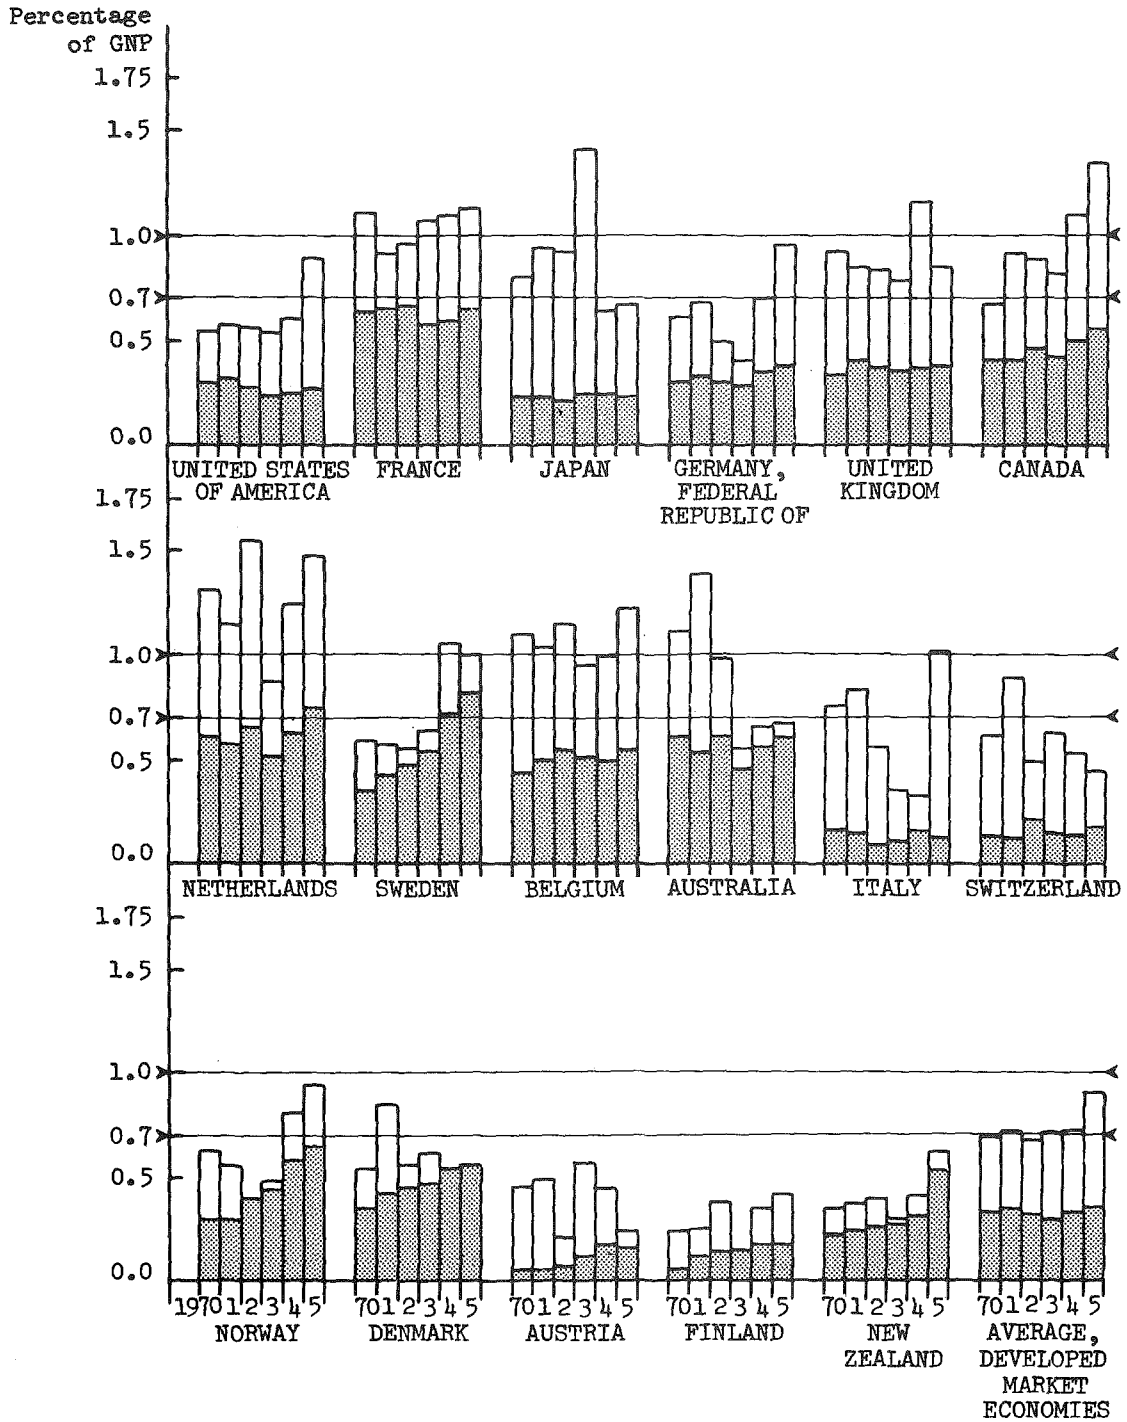 Percentage
of GNP
1.75
1.5
1.0
0.7
0.5
0.0
UNITED STATES
OF AMERICA
FRANCE
JAPAN
GERMANY,
FEDERAL
REPUBLIC OF
UNITED
KINGDOM
CANADA
1.75
1.5
1.0
0.7
0.5
0.0
NETHERLANDS
SWEDEN
BELGIUM
AUSTRALIA
ITALY
SWITZERLAND
1.75
1.5
1.0
0.7
0.5
0.0
1970 1 2 3 4 5
NORWAY
70 1 2 3 4 5
DENMARK
70 1 2 3 4 5
AUSTRIA
70 1 2 3 4 5
FINLAND
70 1 2 3 4 5
NEW
ZEALAND
70 1 2 3 4 5
AVERAGE,
DEVELOPED
MARKET
ECONOMIES